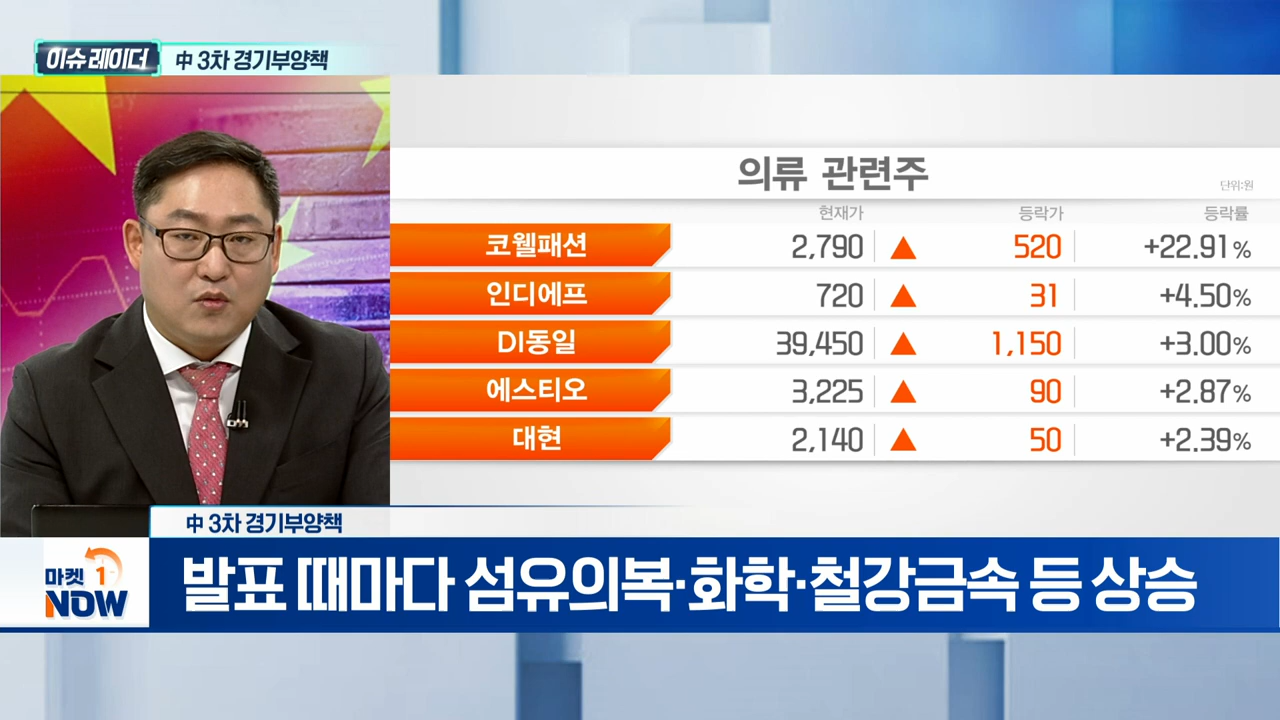 이슈 레이더 中 3차 경기부양책
의류 관련주
단위:원
현재가 등락가 등락률
코웰패션 2,790 ▲ 520 +22.91%
인디에프 720 ▲ 31 +4.50%
DI동일 39,450 ▲ 1,150 +3.00%
에스티오 3,225 ▲ 90 +2.87%
대현 2,140 ▲ 50 +2.39%
中 3차 경기부양책
마켓 1
NOW
발표 때마다 섬유의복·화학·철강금속 등 상승